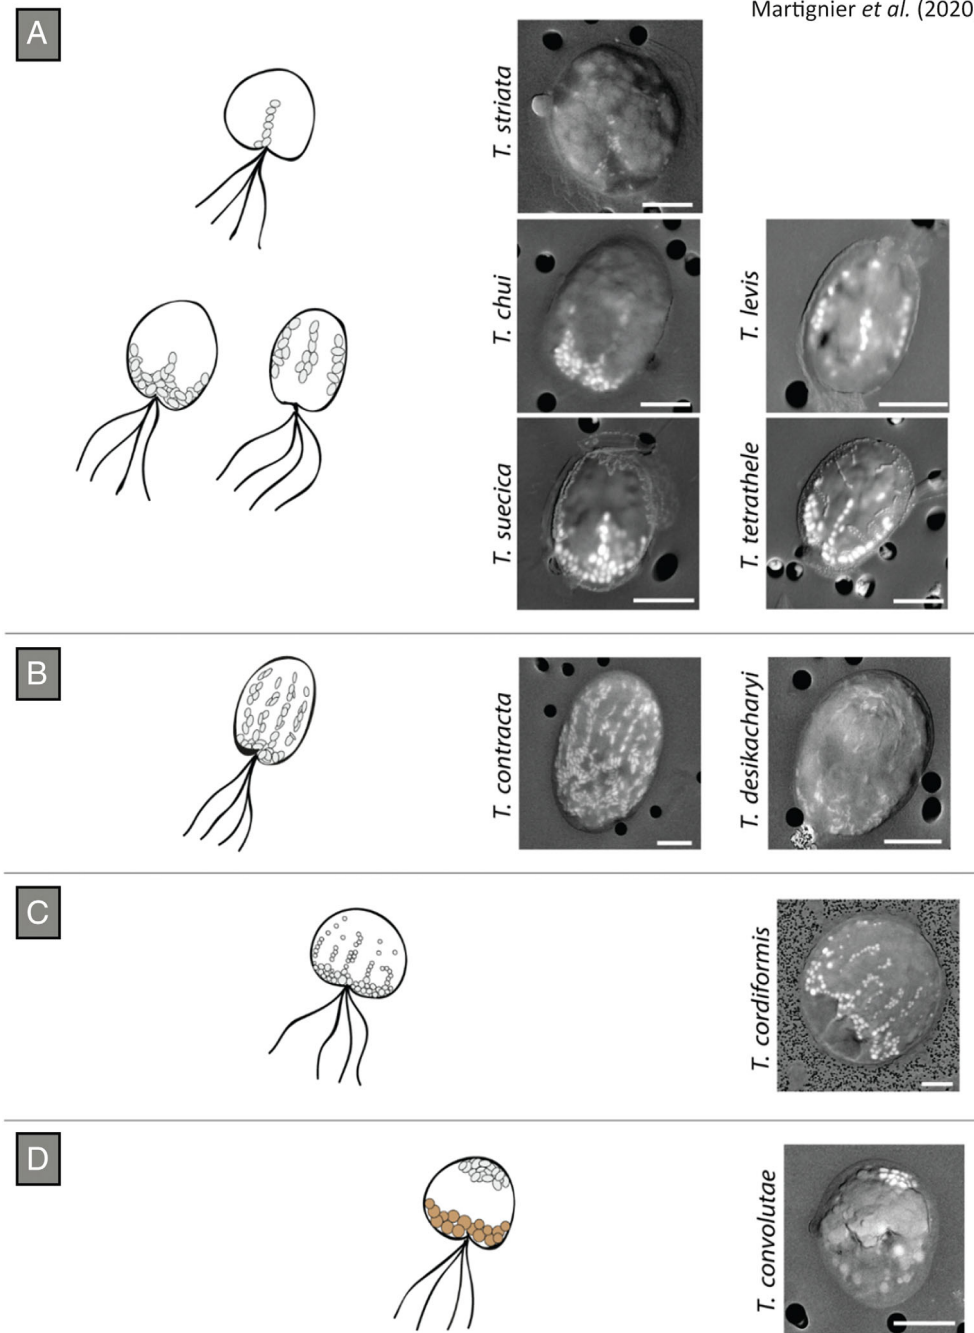 Martignier et al. (2020
A
T. striata
T. chui
T. levis
T. suecica
T. tetrathele
B
T. contracta
T. desikacharyi
C
T. cordiformis
D
T. convolutae